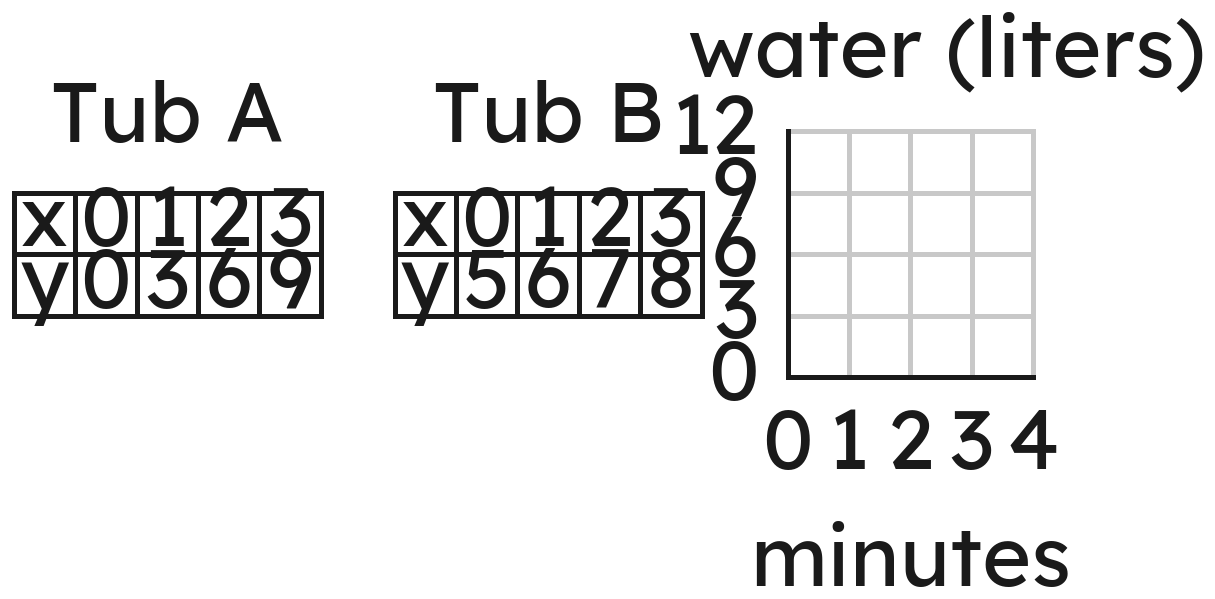 Tub A
x 0 1 2 3
y 0 3 6 9
Tub B
x 0 1 2 3
y 5 6 7 8
water (liters)
12
9
6
3
0
0 1 2 3 4
minutes